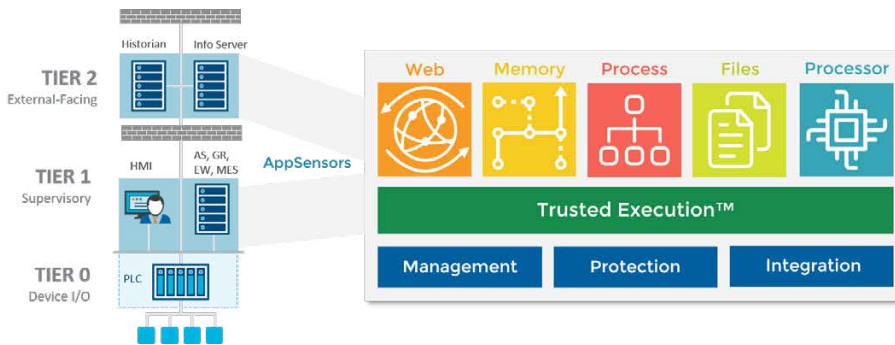 Historian
Info Server
TIER 2
External-Facing
HMI
AS, GR,
EW, MES
TIER 1
Supervisory
AppSensors
PLC
TIER 0
Device I/O
Web
Memory
Process
Files
Processor
Trusted Execution™
Management
Protection
Integration